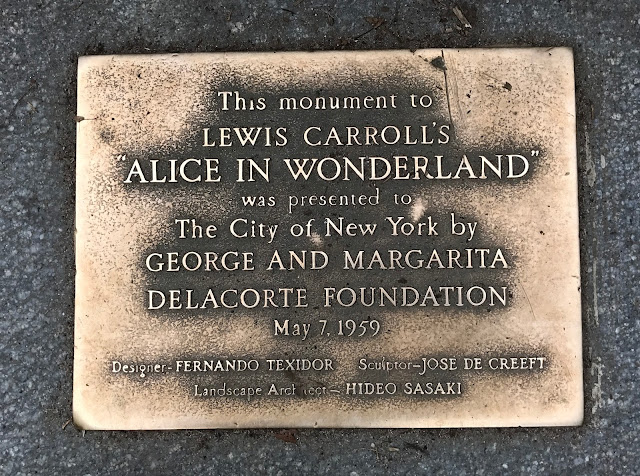 This monument to
LEWIS CARROLL'S
"ALICE IN WONDERLAND"
was presented to
The City of New York by
GEORGE AND MARGARITA
DELACORTE FOUNDATION
May 7, 1959
Designer- FERNANDO TEXIDOR Sculptor-JOSE DE CREEFT
Landscape Architect- HIDEO SASAKI